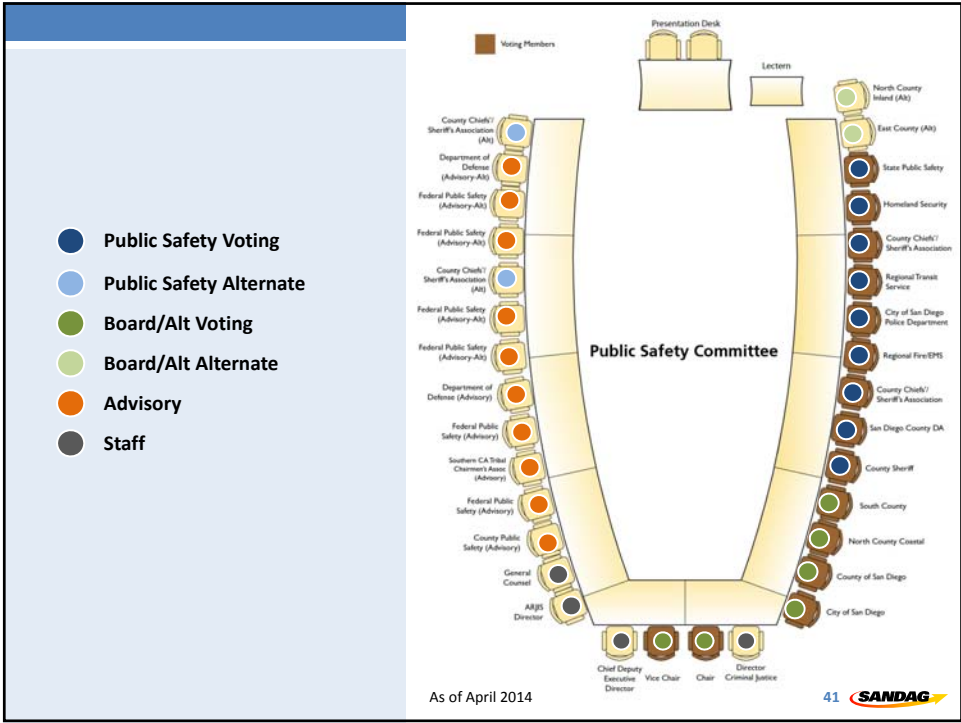 Public Safety Voting
Public Safety Alternate
Board/Alt Voting
Board/Alt Alternate
Advisory
Staff
Voting Members
Presentation Desk
Lectern
County Chiefs'/
Sheriff's Association
(Alt)
Department of
Defense
(Advisory-Alt)
Federal Public Safety
(Advisory-Alt)
Federal Public Safety
(Advisory-Alt)
County Chiefs'/
Sheriff's Association
(Alt)
Federal Public Safety
(Advisory-Alt)
Federal Public Safety
(Advisory-Alt)
Department of
Defense (Advisory)
Federal Public
Safety (Advisory)
Southern CA Tribal
Chairmen's Assoc
(Advisory)
Federal Public
Safety (Advisory)
County Public
Safety (Advisory)
General
Counsel
ARJIS
Director
Public Safety Committee
North County
Inland (Alt)
East County (Alt)
State Public Safety
Homeland Security
County Chiefs'/
Sheriff's Association
Regional Transit
Service
City of San Diego
Police Department
Regional Fire/EMS
County Chiefs'/
Sheriff's Association
San Diego County DA
County Sheriff
South County
North County Coastal
County of San Diego
City of San Diego
Chief Deputy
Executive
Director
Vice Chair
Chair
Director
Criminal Justice
As of April 2014
41
SANDAG